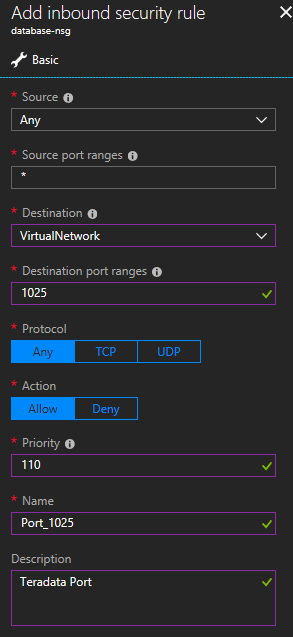 Add inbound security rule
database-nsg
Basic
* Source
Any
* Source port ranges
*
* Destination
VirtualNetwork
* Destination port ranges
1025
* Protocol
Any TCP UDP
* Action
Allow Deny
* Priority
110
* Name
Port_1025
Description
Teradata Port